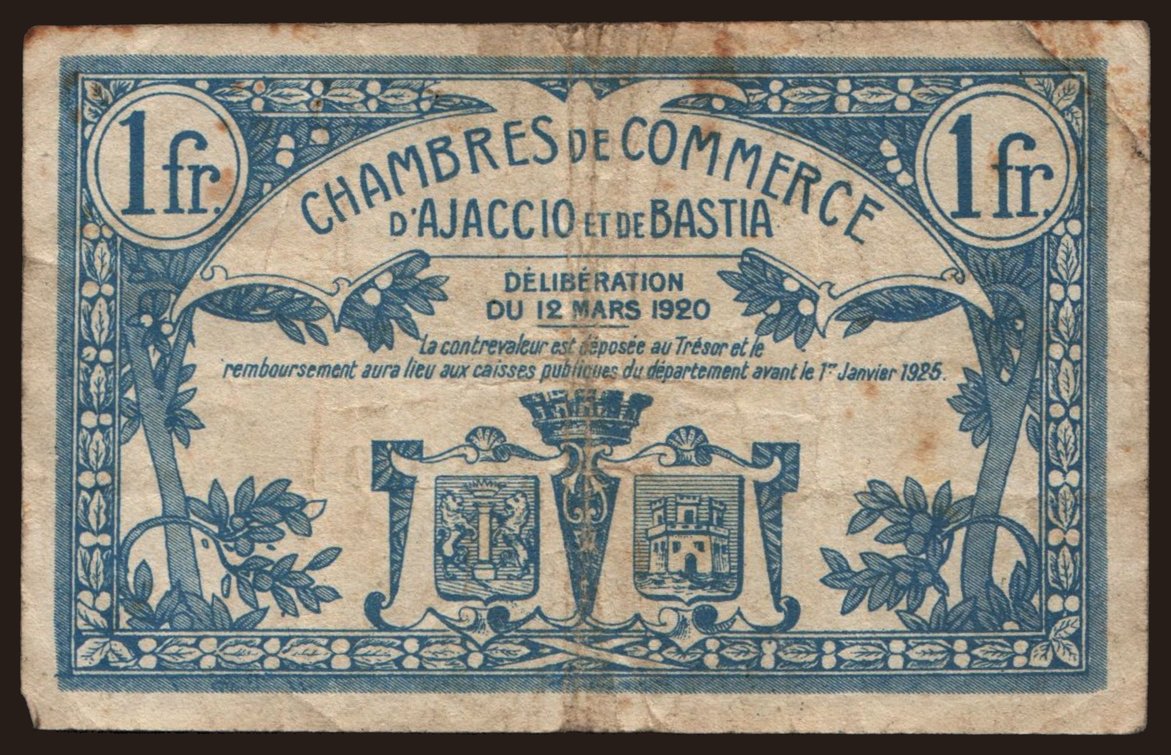 1 fr. 1 fr.
CHAMBRES DE COMMERCE
D'AJACCIO ET DE BASTIA
DÉLIBÉRATION
DU 12 MARS 1920
La contrevaleur est déposée au Trésor et le
remboursement aura lieu aux caisses publiques du département avant le 1er Janvier 1925.